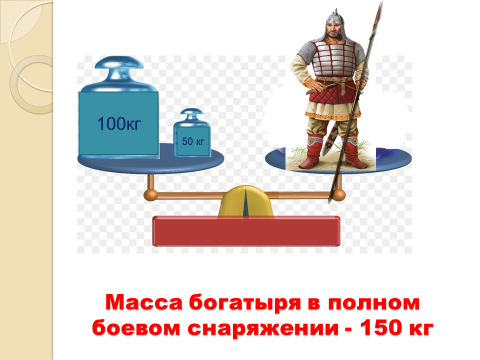 100кг
50 кг
Масса богатыря в полном
боевом снаряжении - 150 кг